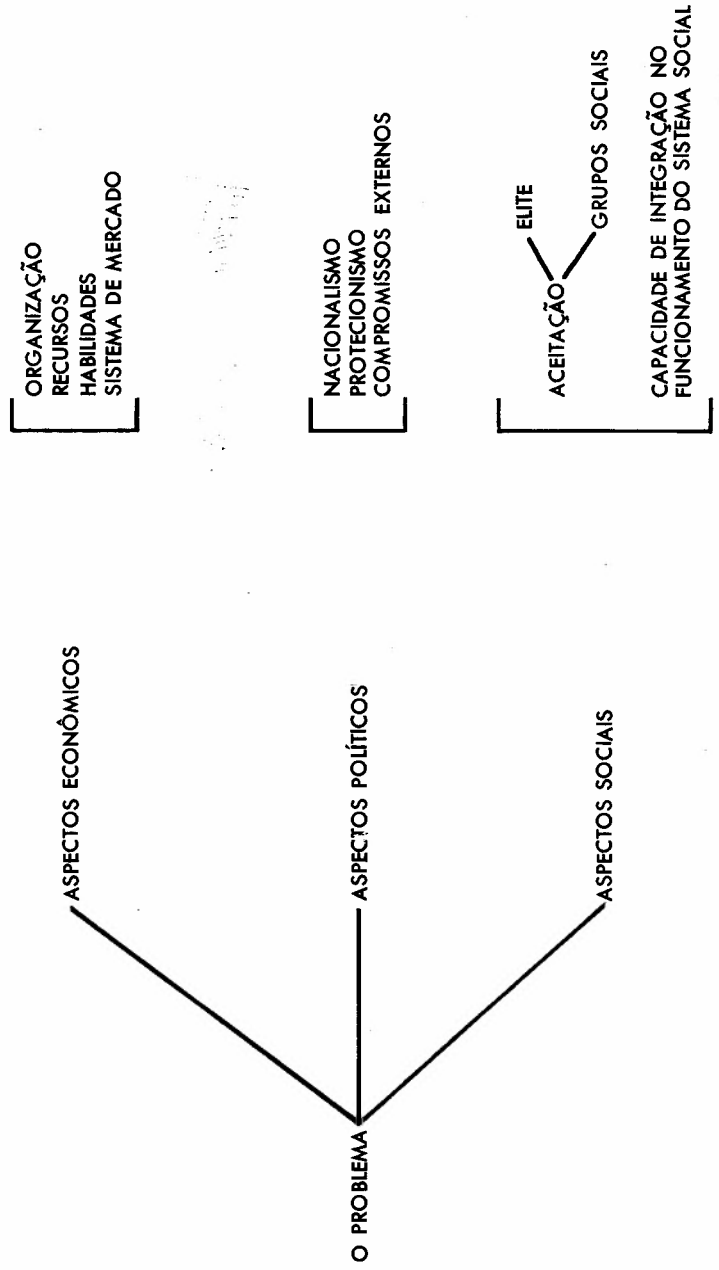 O PROBLEMA
ASPECTOS ECONÔMICOS
ORGANIZAÇÃO
RECURSOS
HABILIDADES
SISTEMA DE MERCADO
ASPECTOS POLÍTICOS
NACIONALISMO
PROTECIONISMO
COMPROMISSOS EXTERNOS
ASPECTOS SOCIAIS
ACEITAÇÃO
ELITE
GRUPOS SOCIAIS
CAPACIDADE DE INTEGRAÇÃO NO
FUNCIONAMENTO DO SISTEMA SOCIAL